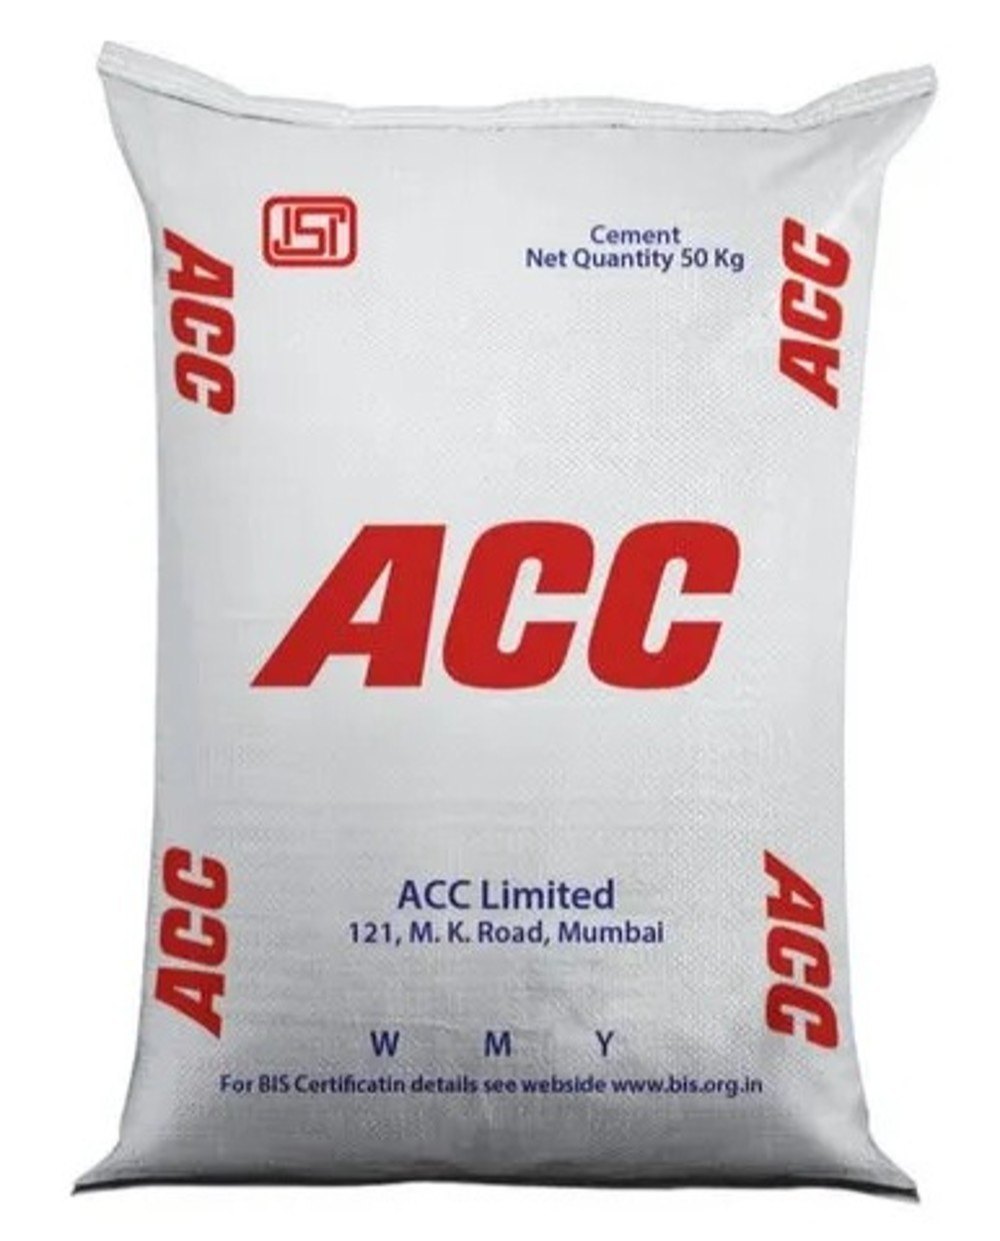 ISI
Cement
Net Quantity 50 Kg
ACC
ACC
ACC
ACC Limited
121, M. K. Road, Mumbai
ACC
ACC
W M Y
For BIS Certificatin details see webside www.bis.org.in